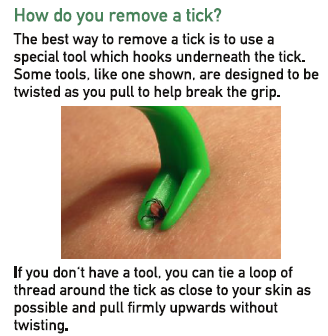 How do you remove a tick?
The best way to remove a tick is to use a
special tool which hooks underneath the tick.
Some tools, like one shown, are designed to be
twisted as you pull to help break the grip.
If you don't have a tool, you can tie a loop of
thread around the tick as close to your skin as
possible and pull firmly upwards without
twisting.